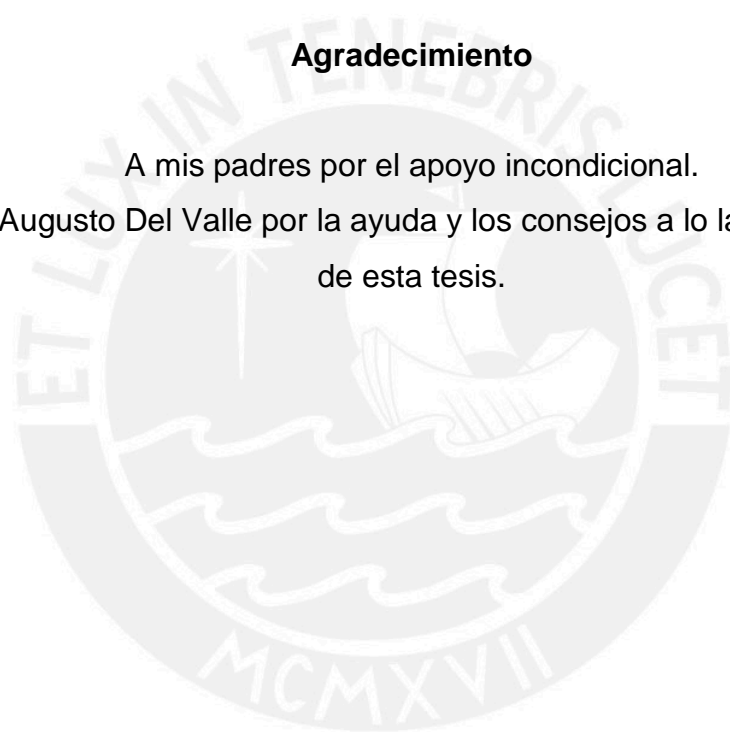 Agradecimiento
A mis padres por el apoyo incondicional.
Augusto Del Valle por la ayuda y los consejos a lo
de esta tesis.
ET LUX IN TENEBRIS LUCET
MCMXVII